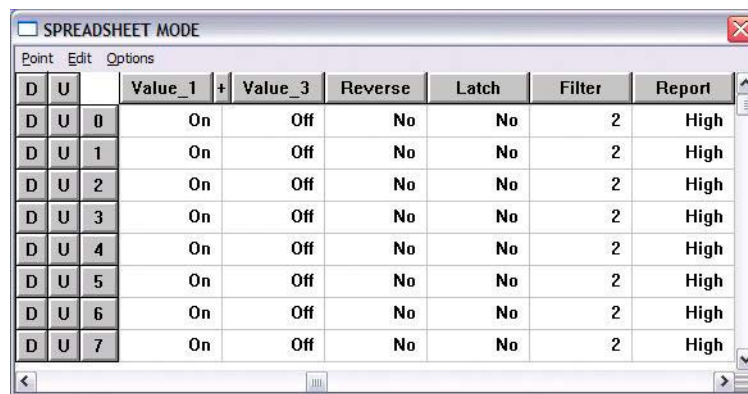 SPREADSHEET MODE
Point Edit Options
D U Value_1 + Value_3 Reverse Latch Filter Report
D U 0 On Off No No 2 High
D U 1 On Off No No 2 High
D U 2 On Off No No 2 High
D U 3 On Off No No 2 High
D U 4 On Off No No 2 High
D U 5 On Off No No 2 High
D U 6 On Off No No 2 High
D U 7 On Off No No 2 High